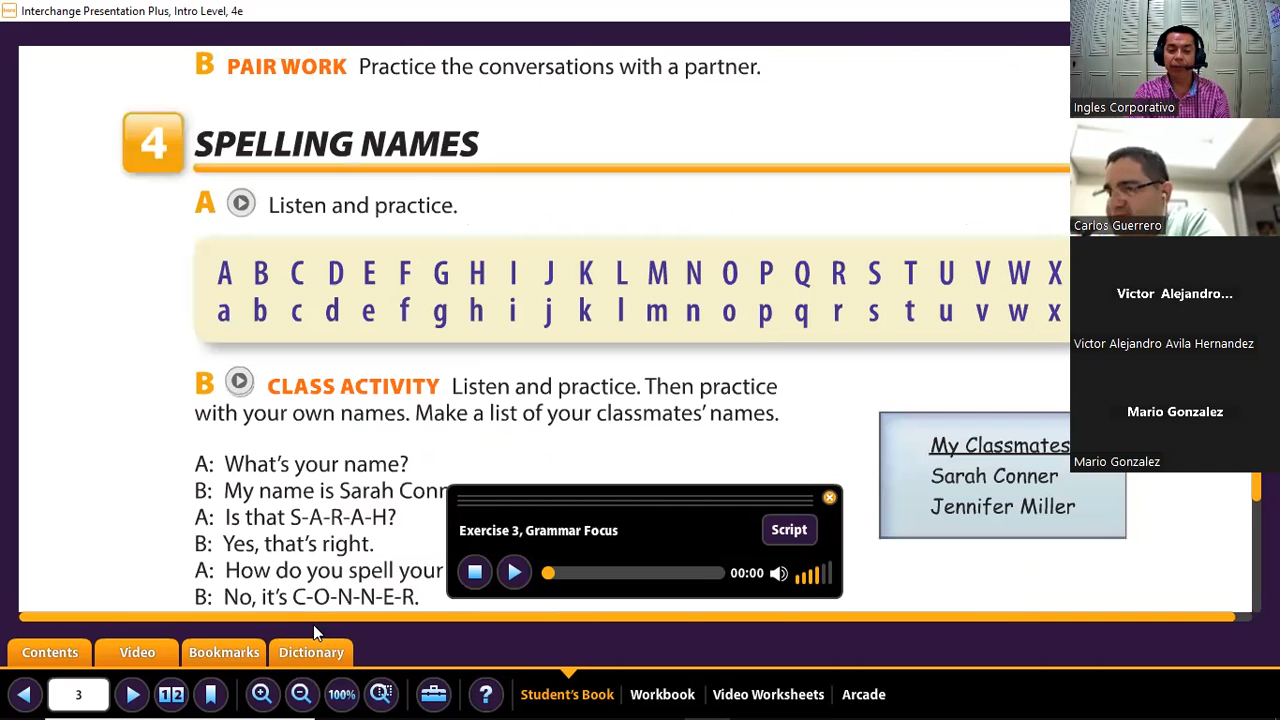 Interchange Presentation Plus, Intro Level, 4e
B PAIR WORK Practice the conversations with a partner.
4 SPELLING NAMES
A Listen and practice.
A B C D E F G H I J K L M N O P Q R S T U V W X
a b c d e f g h i j k l m n o p q r s t u v w x
B CLASS ACTIVITY Listen and practice. Then practice
with your own names. Make a list of your classmates' names.
A: What's your name?
B: My name is Sarah Conn
A: Is that S-A-R-A-H?
B: Yes, that's right.
A: How do you spell your
B: No, it's C-O-N-N-E-R.
My Classmates
Sarah Conner
Jennifer Miller
Exercise 3, Grammar Focus
Script
00:00
Ingles Corporativo
Carlos Guerrero
Victor Alejandro...
Victor Alejandro Avila Hernandez
Mario Gonzalez
Mario Gonzalez
Contents Video Bookmarks Dictionary
3 12 100% ? Student's Book Workbook Video Worksheets Arcade